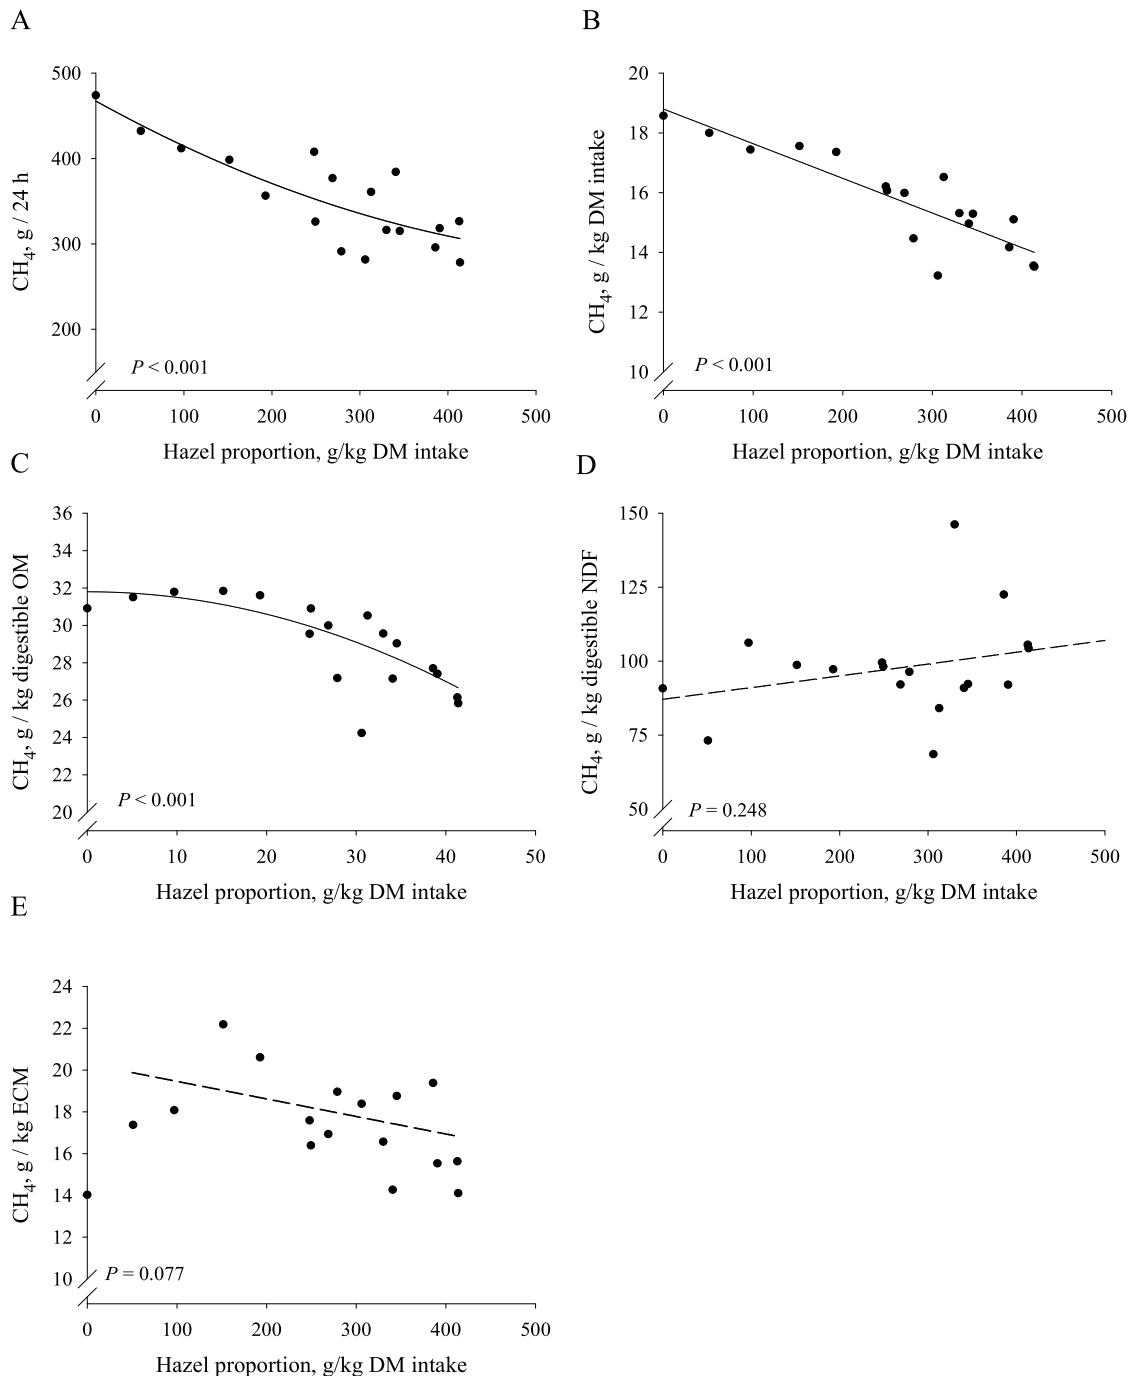 A
CH4, g / 24 h
500
400
300
200
P < 0.001
0 100 200 300 400 500
Hazel proportion, g/kg DM intake
B
CH4, g / kg DM intake
20
18
16
14
12
10
P < 0.001
0 100 200 300 400 500
Hazel proportion, g/kg DM intake
C
CH4, g / kg digestible OM
36
34
32
30
28
26
24
22
20
P < 0.001
0 10 20 30 40 50
Hazel proportion, g/kg DM intake
D
CH4, g / kg digestible NDF
150
125
100
75
50
P = 0.248
0 100 200 300 400 500
Hazel proportion, g/kg DM intake
E
CH4, g / kg ECM
24
22
20
18
16
14
12
10
P = 0.077
0 100 200 300 400 500
Hazel proportion, g/kg DM intake